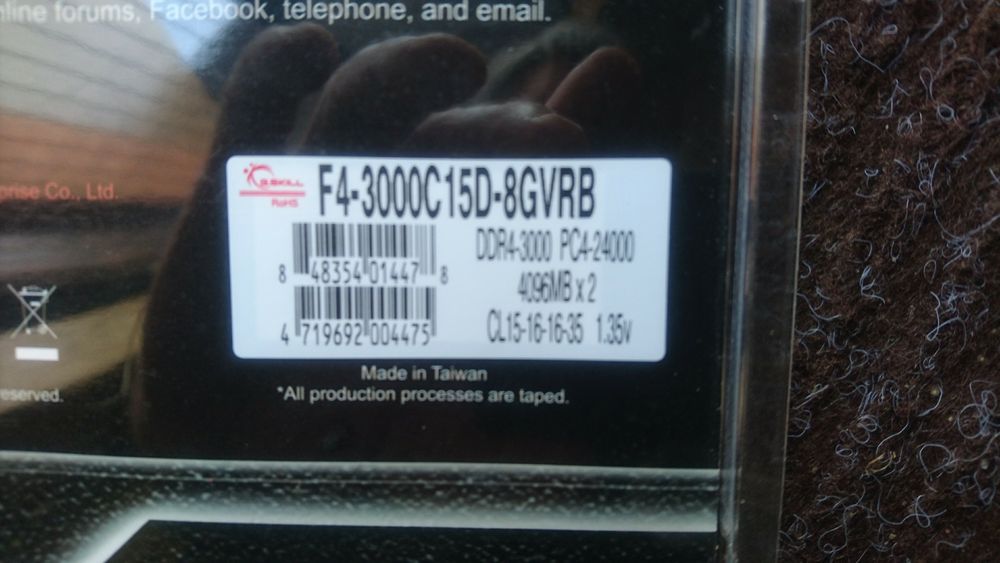 nline forums, Facebook, telephone, and email.
G.SKILL
RoHS
F4-3000C15D-8GVRB
DDR4-3000 PC4-24000
8 48354 01447 8
4096MB x 2
4 719692 004475
CL15-16-16-35 1.35v
prise Co., Ltd.
Made in Taiwan
*All production processes are taped.
eserved.